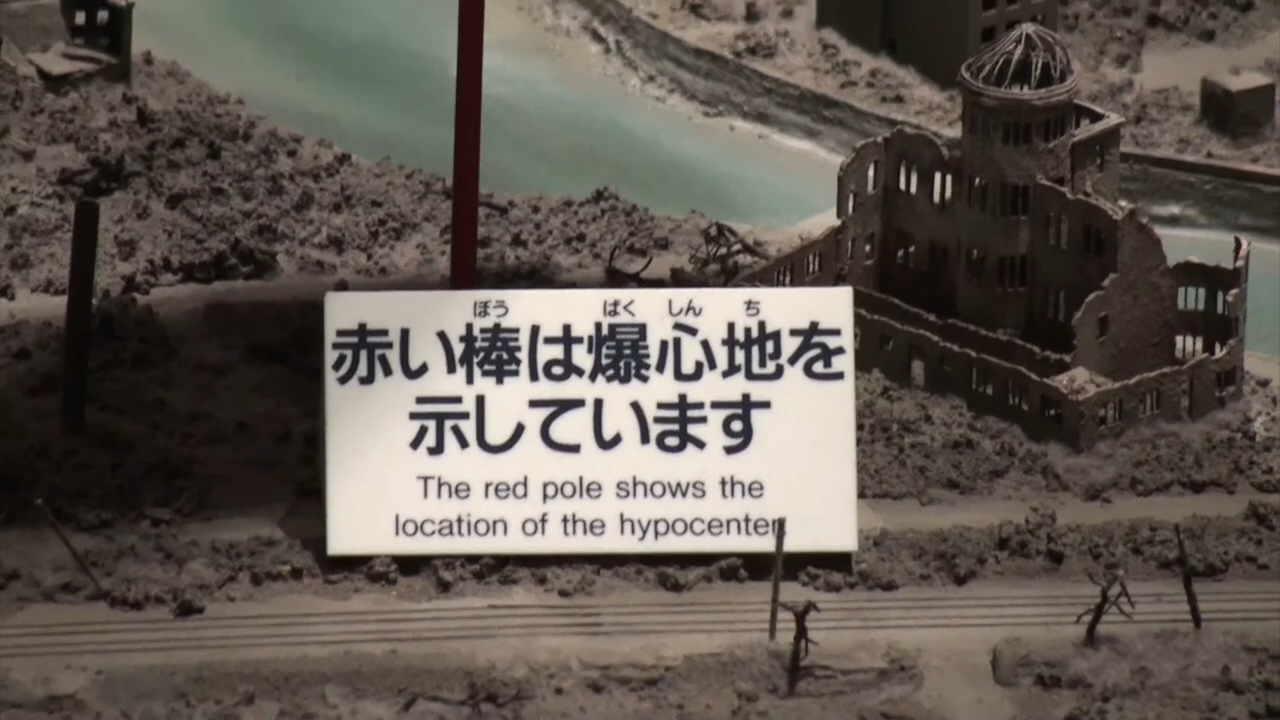 ぼう ばく しん ち
赤い棒は爆心地を
示しています
The red pole shows the
location of the hypocenter